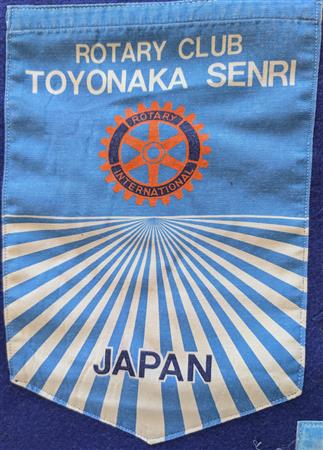 ROTARY CLUB
TOYONAKA SENRI
ROTARY
INTERNATIONAL
JAPAN